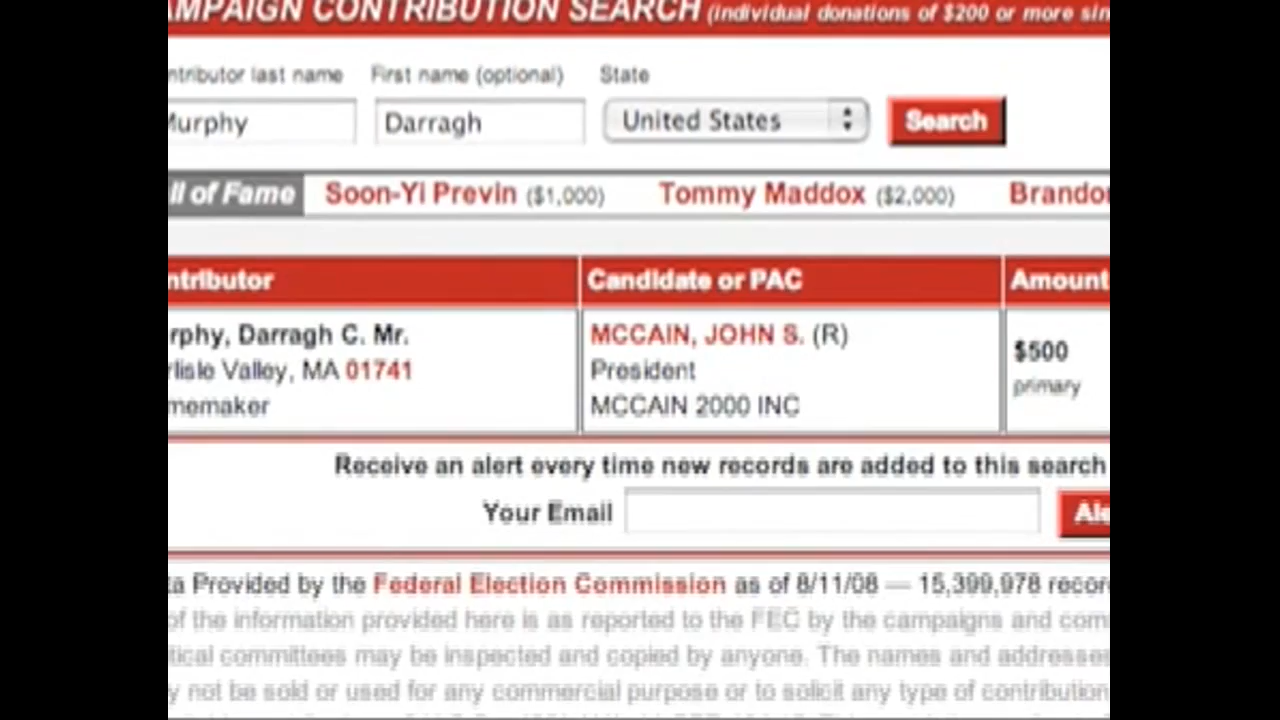 MPAIGN CONTRIBUTION SEARCH (individual donations of $200 or more sin
ntributor last name First name (optional) State
Murphy Darragh United States Search
ll of Fame Soon-Yi Previn ($1,000) Tommy Maddox ($2,000) Brando
ntributor Candidate or PAC Amount
rphy, Darragh C. Mr. MCCAIN, JOHN S. (R) $500
rlisle Valley, MA 01741 President primary
memaker MCCAIN 2000 INC
Receive an alert every time new records are added to this search
Your Email Ale
ta Provided by the Federal Election Commission as of 8/11/08 — 15,399,978 recor
of the information provided here is as reported to the FEC by the campaigns and com
tical committees may be inspected and copied by anyone. The names and addresses
y not be sold or used for any commercial purpose or to solicit any type of contribution